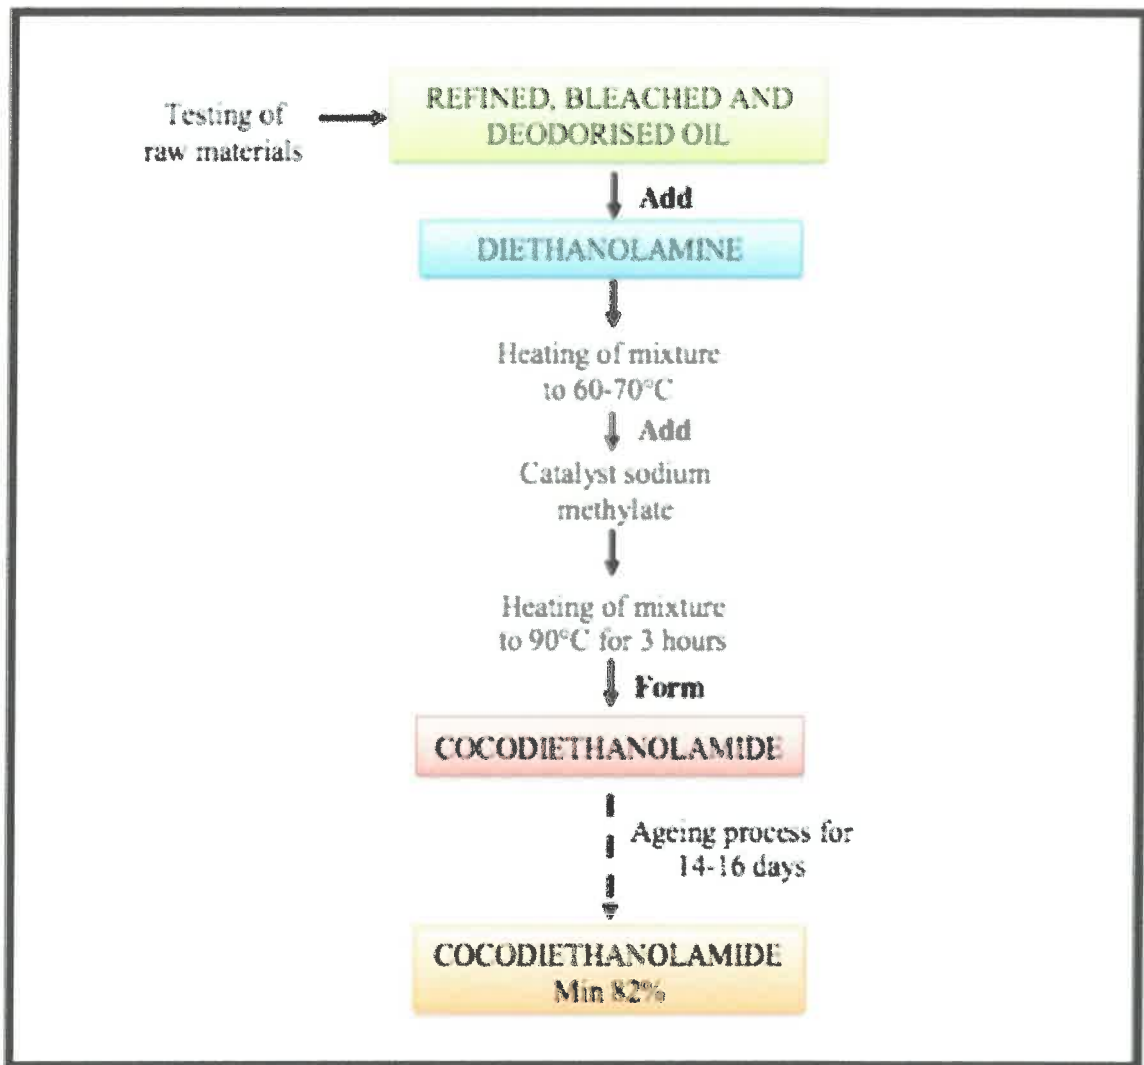 Testing of
raw materials
REFINED, BLEACHED AND
DEODORISED OIL
Add
DIETHANOLAMINE
Heating of mixture
to 60-70°C
Add
Catalyst sodium
methylate
Heating of mixture
to 90°C for 3 hours
Form
COCODIETHANOLAMIDE
Ageing process for
14-16 days
COCODIETHANOLAMIDE
Min 82%